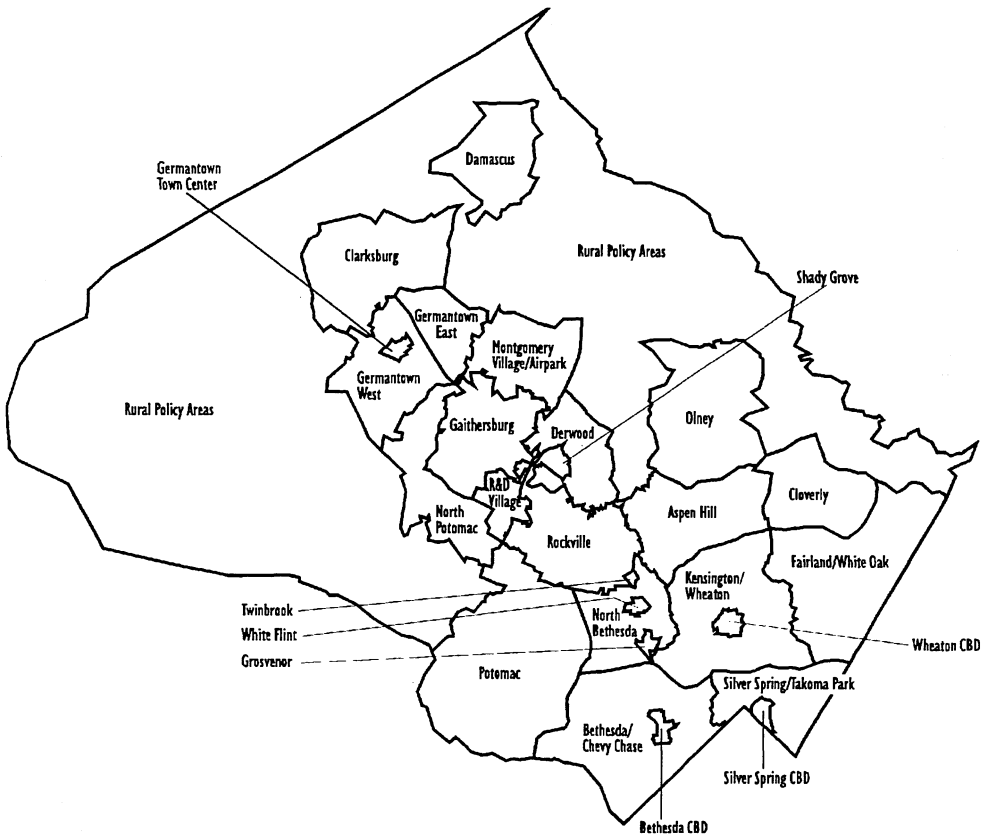 Damascus
Germantown
Town Center
Clarksburg
Rural Policy Areas
Shady Grove
Germantown
East
Montgomery
Village/Airpark
Germantown
West
Rural Policy Areas
Olney
Gaithersburg
Derwood
R&D
Village
Cloverly
North
Potomac
Aspen Hill
Rockville
Fairland/White Oak
Kensington/
Wheaton
Twinbrook
White Flint
North
Bethesda
Grosvenor
Wheaton CBD
Potomac
Silver Spring/Takoma Park
Bethesda/
Chevy Chase
Silver Spring CBD
Bethesda CBD